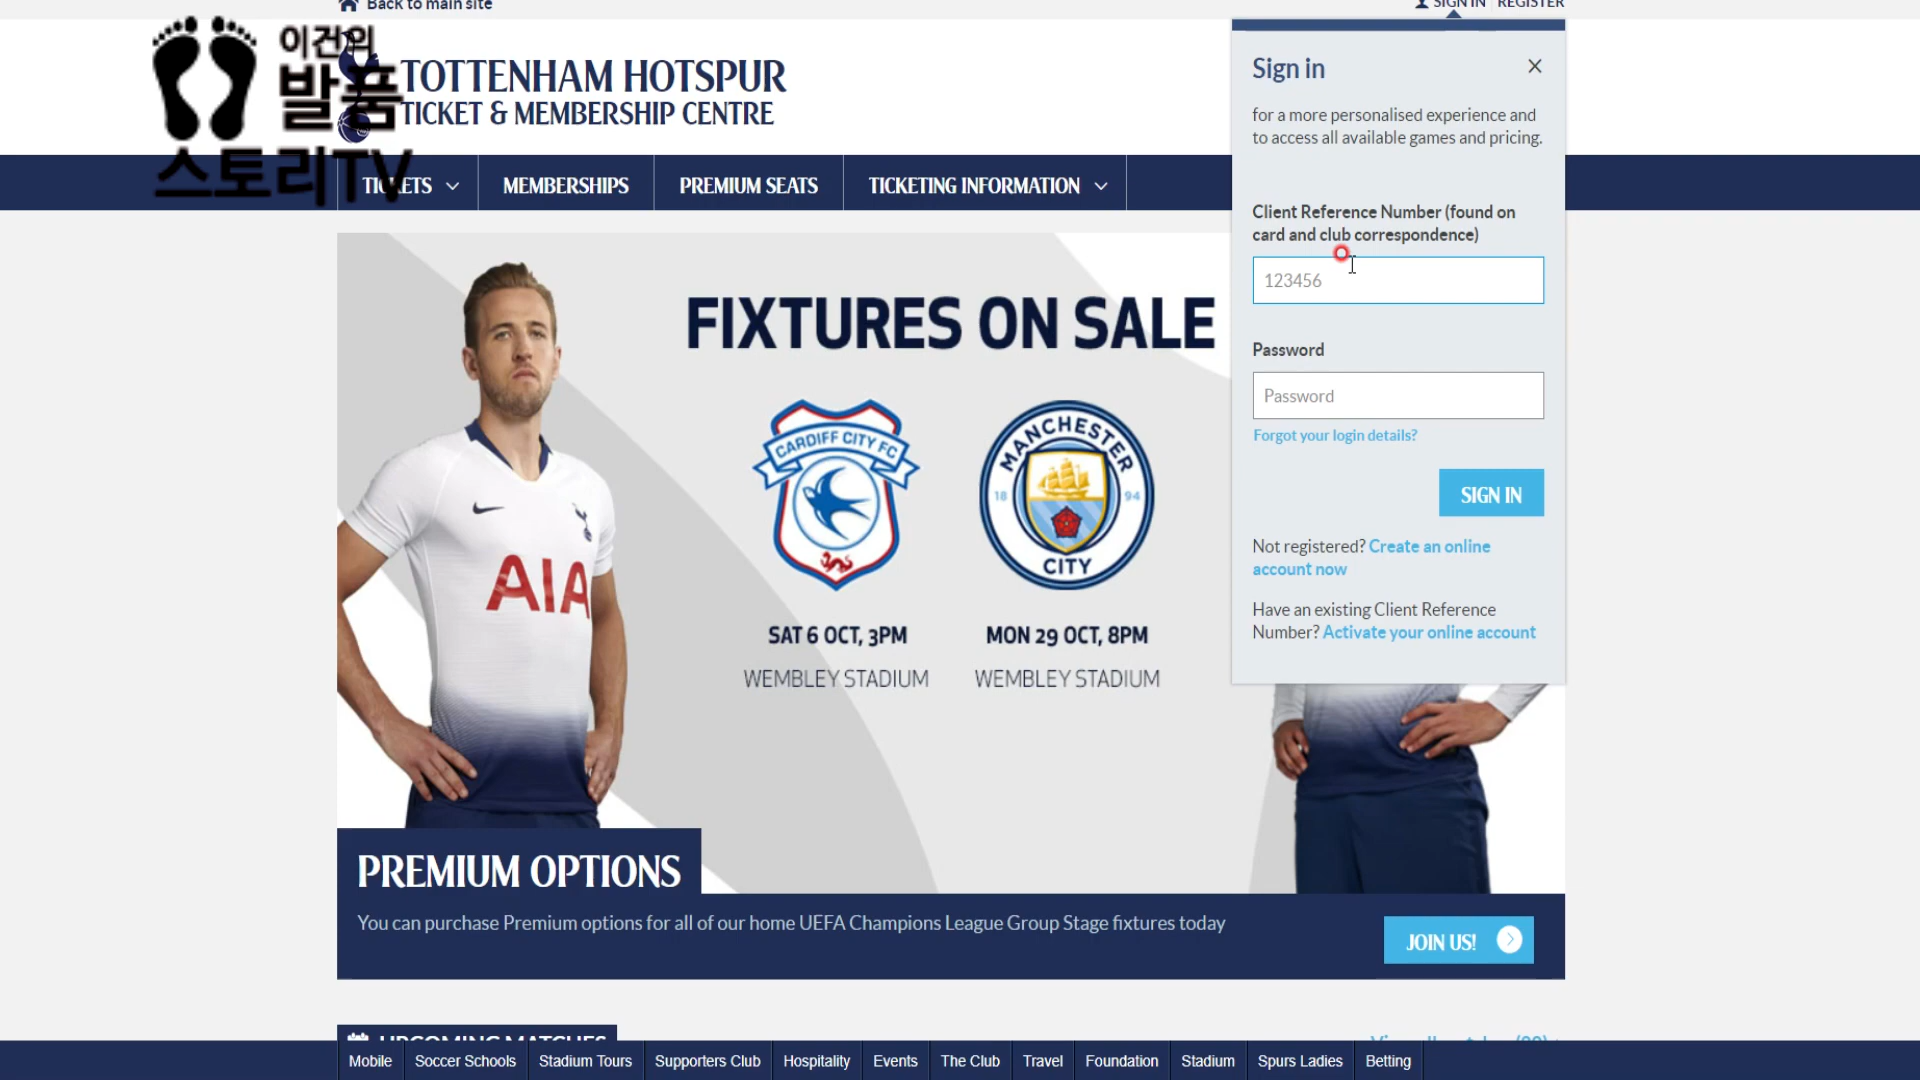 Back to main site
SIGN IN
REGISTER
이건의
발품
스토리TV
TOTTENHAM HOTSPUR
TICKET & MEMBERSHIP CENTRE
TICKETS
MEMBERSHIPS
PREMIUM SEATS
TICKETING INFORMATION
Sign in
for a more personalised experience and
to access all available games and pricing.
Client Reference Number (found on
card and club correspondence)
123456
Password
Password
Forgot your login details?
SIGN IN
Not registered? Create an online
account now
Have an existing Client Reference
Number? Activate your online account
FIXTURES ON SALE
CARDIFF CITY FC
MANCHESTER
18 94
CITY
SAT 6 OCT, 3PM
WEMBLEY STADIUM
MON 29 OCT, 8PM
WEMBLEY STADIUM
AIA
PREMIUM OPTIONS
You can purchase Premium options for all of our home UEFA Champions League Group Stage fixtures today
JOIN US!
UPCOMING MATCHES
Mobile
Soccer Schools
Stadium Tours
Supporters Club
Hospitality
Events
The Club
Travel
Foundation
Stadium
Spurs Ladies
Betting